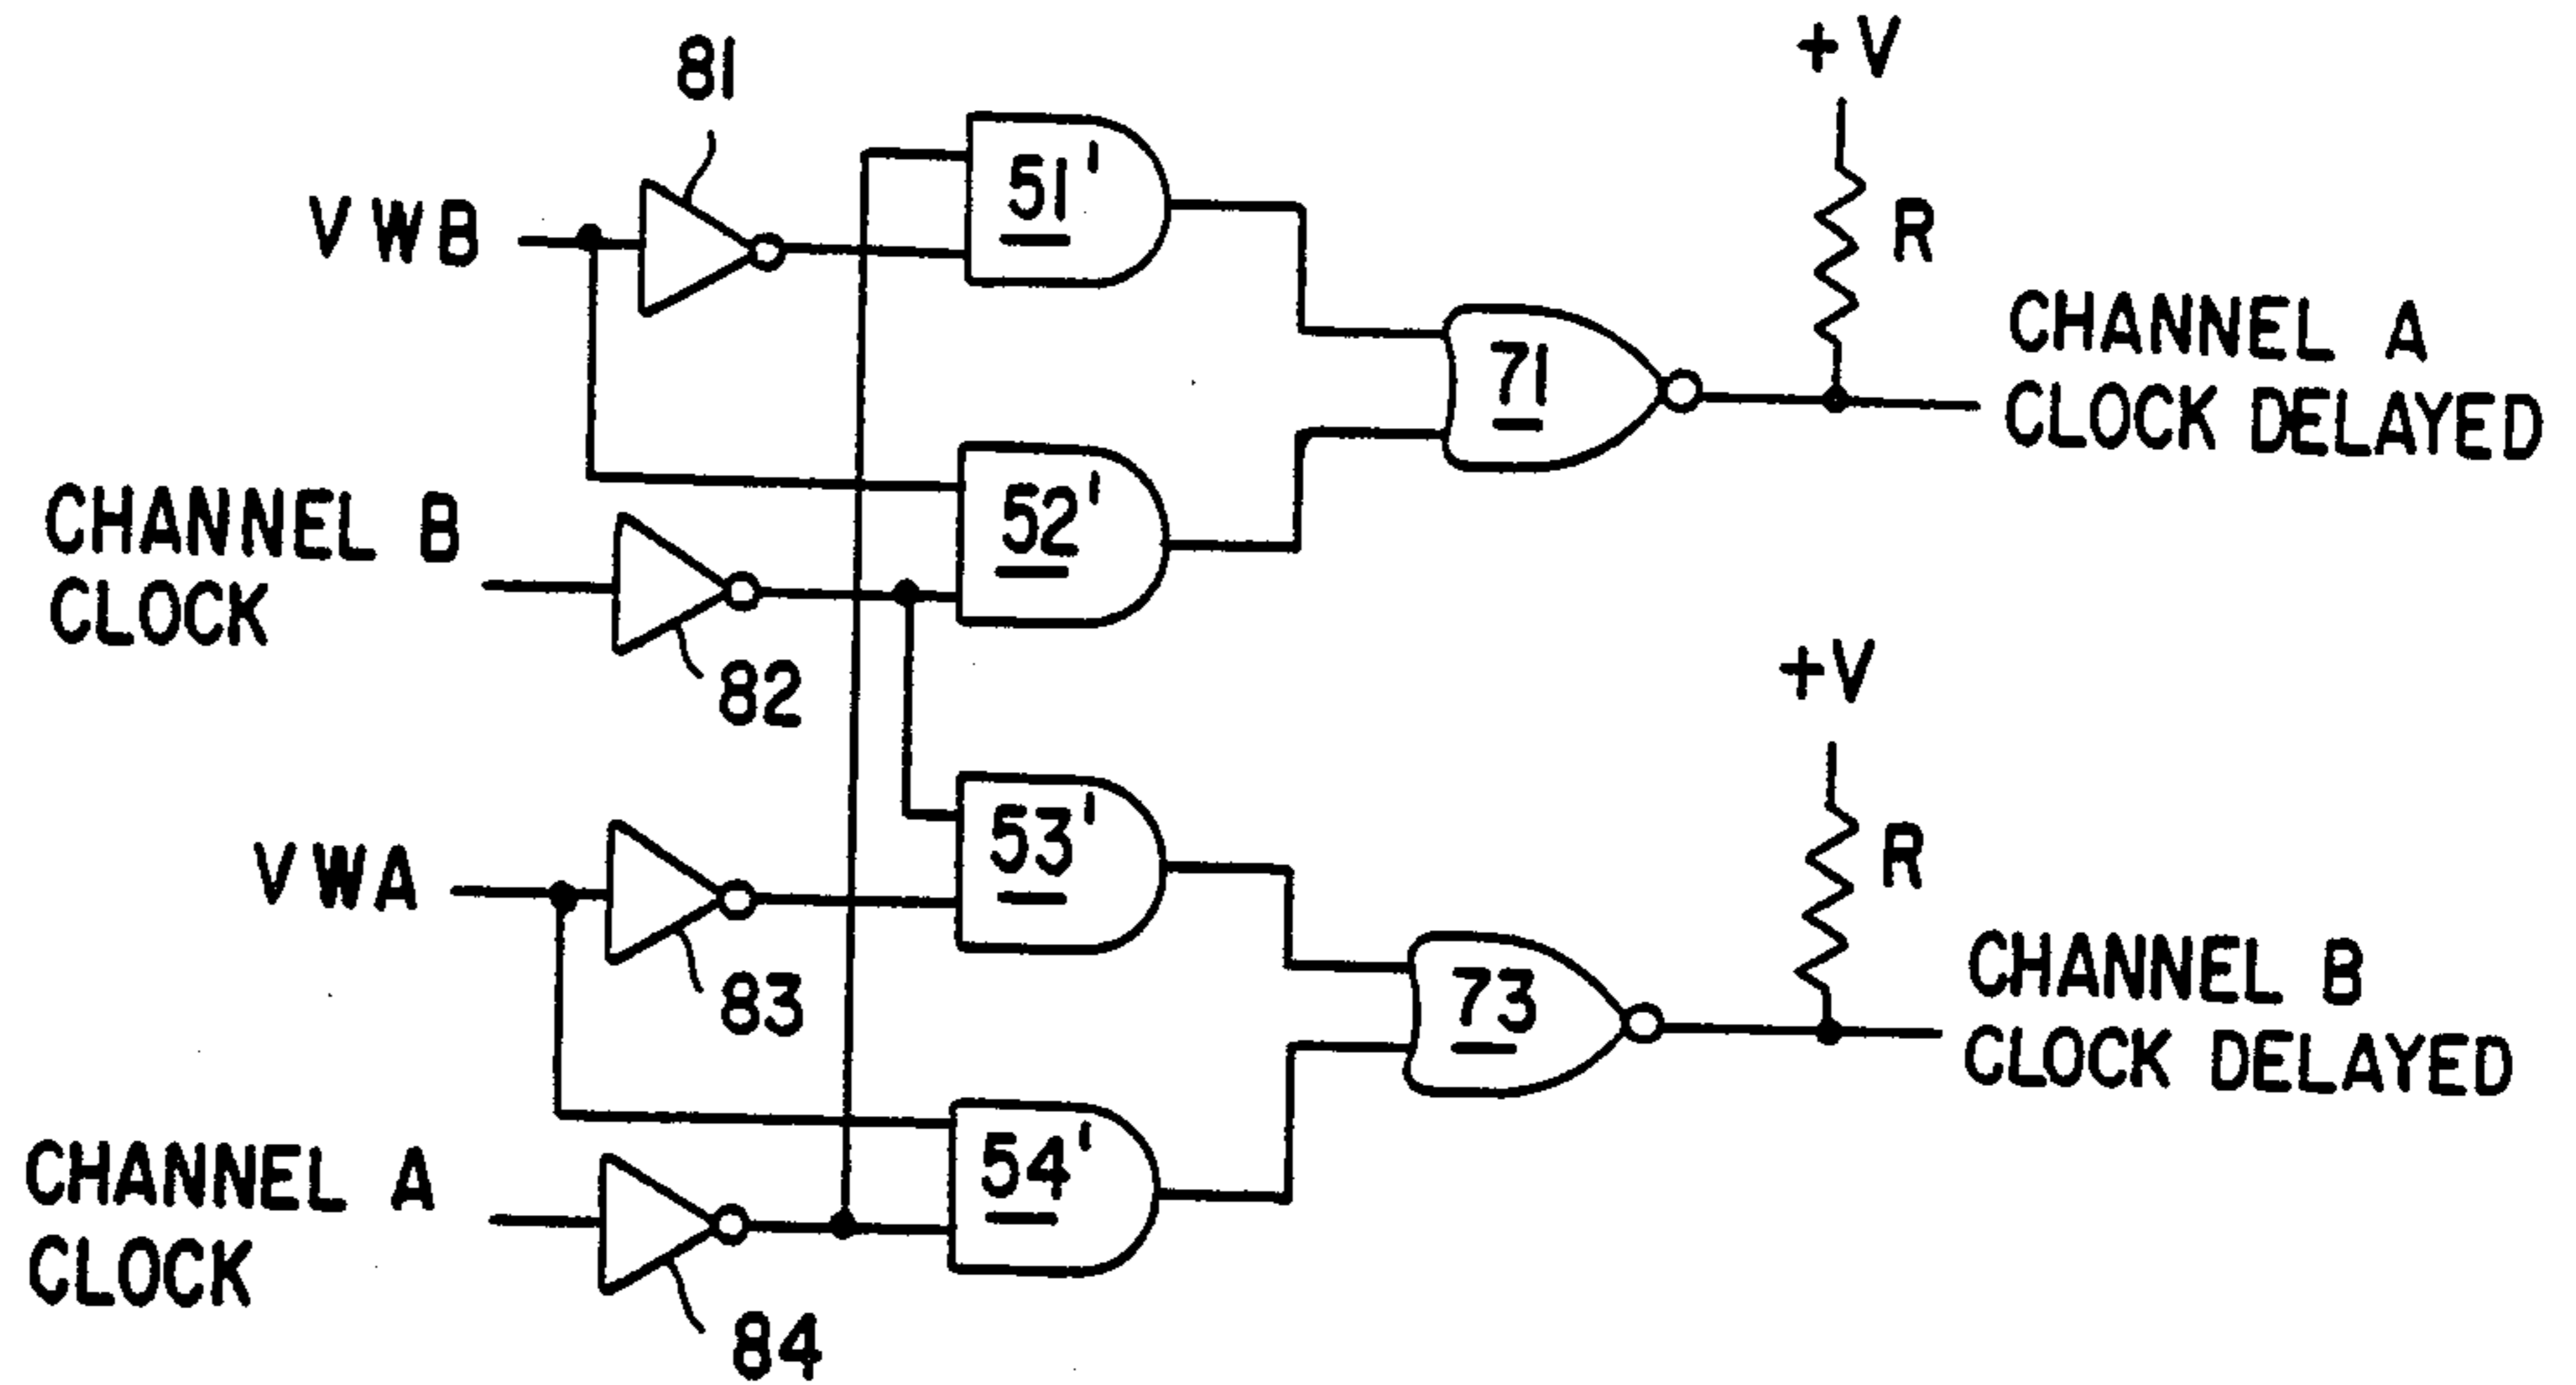 81
+V
51'
VWB
R
CHANNEL A
CLOCK DELAYED
71
CHANNEL B
CLOCK
52'
82
+V
53'
VWA
R
83
73
CHANNEL B
CLOCK DELAYED
54'
CHANNEL A
CLOCK
84